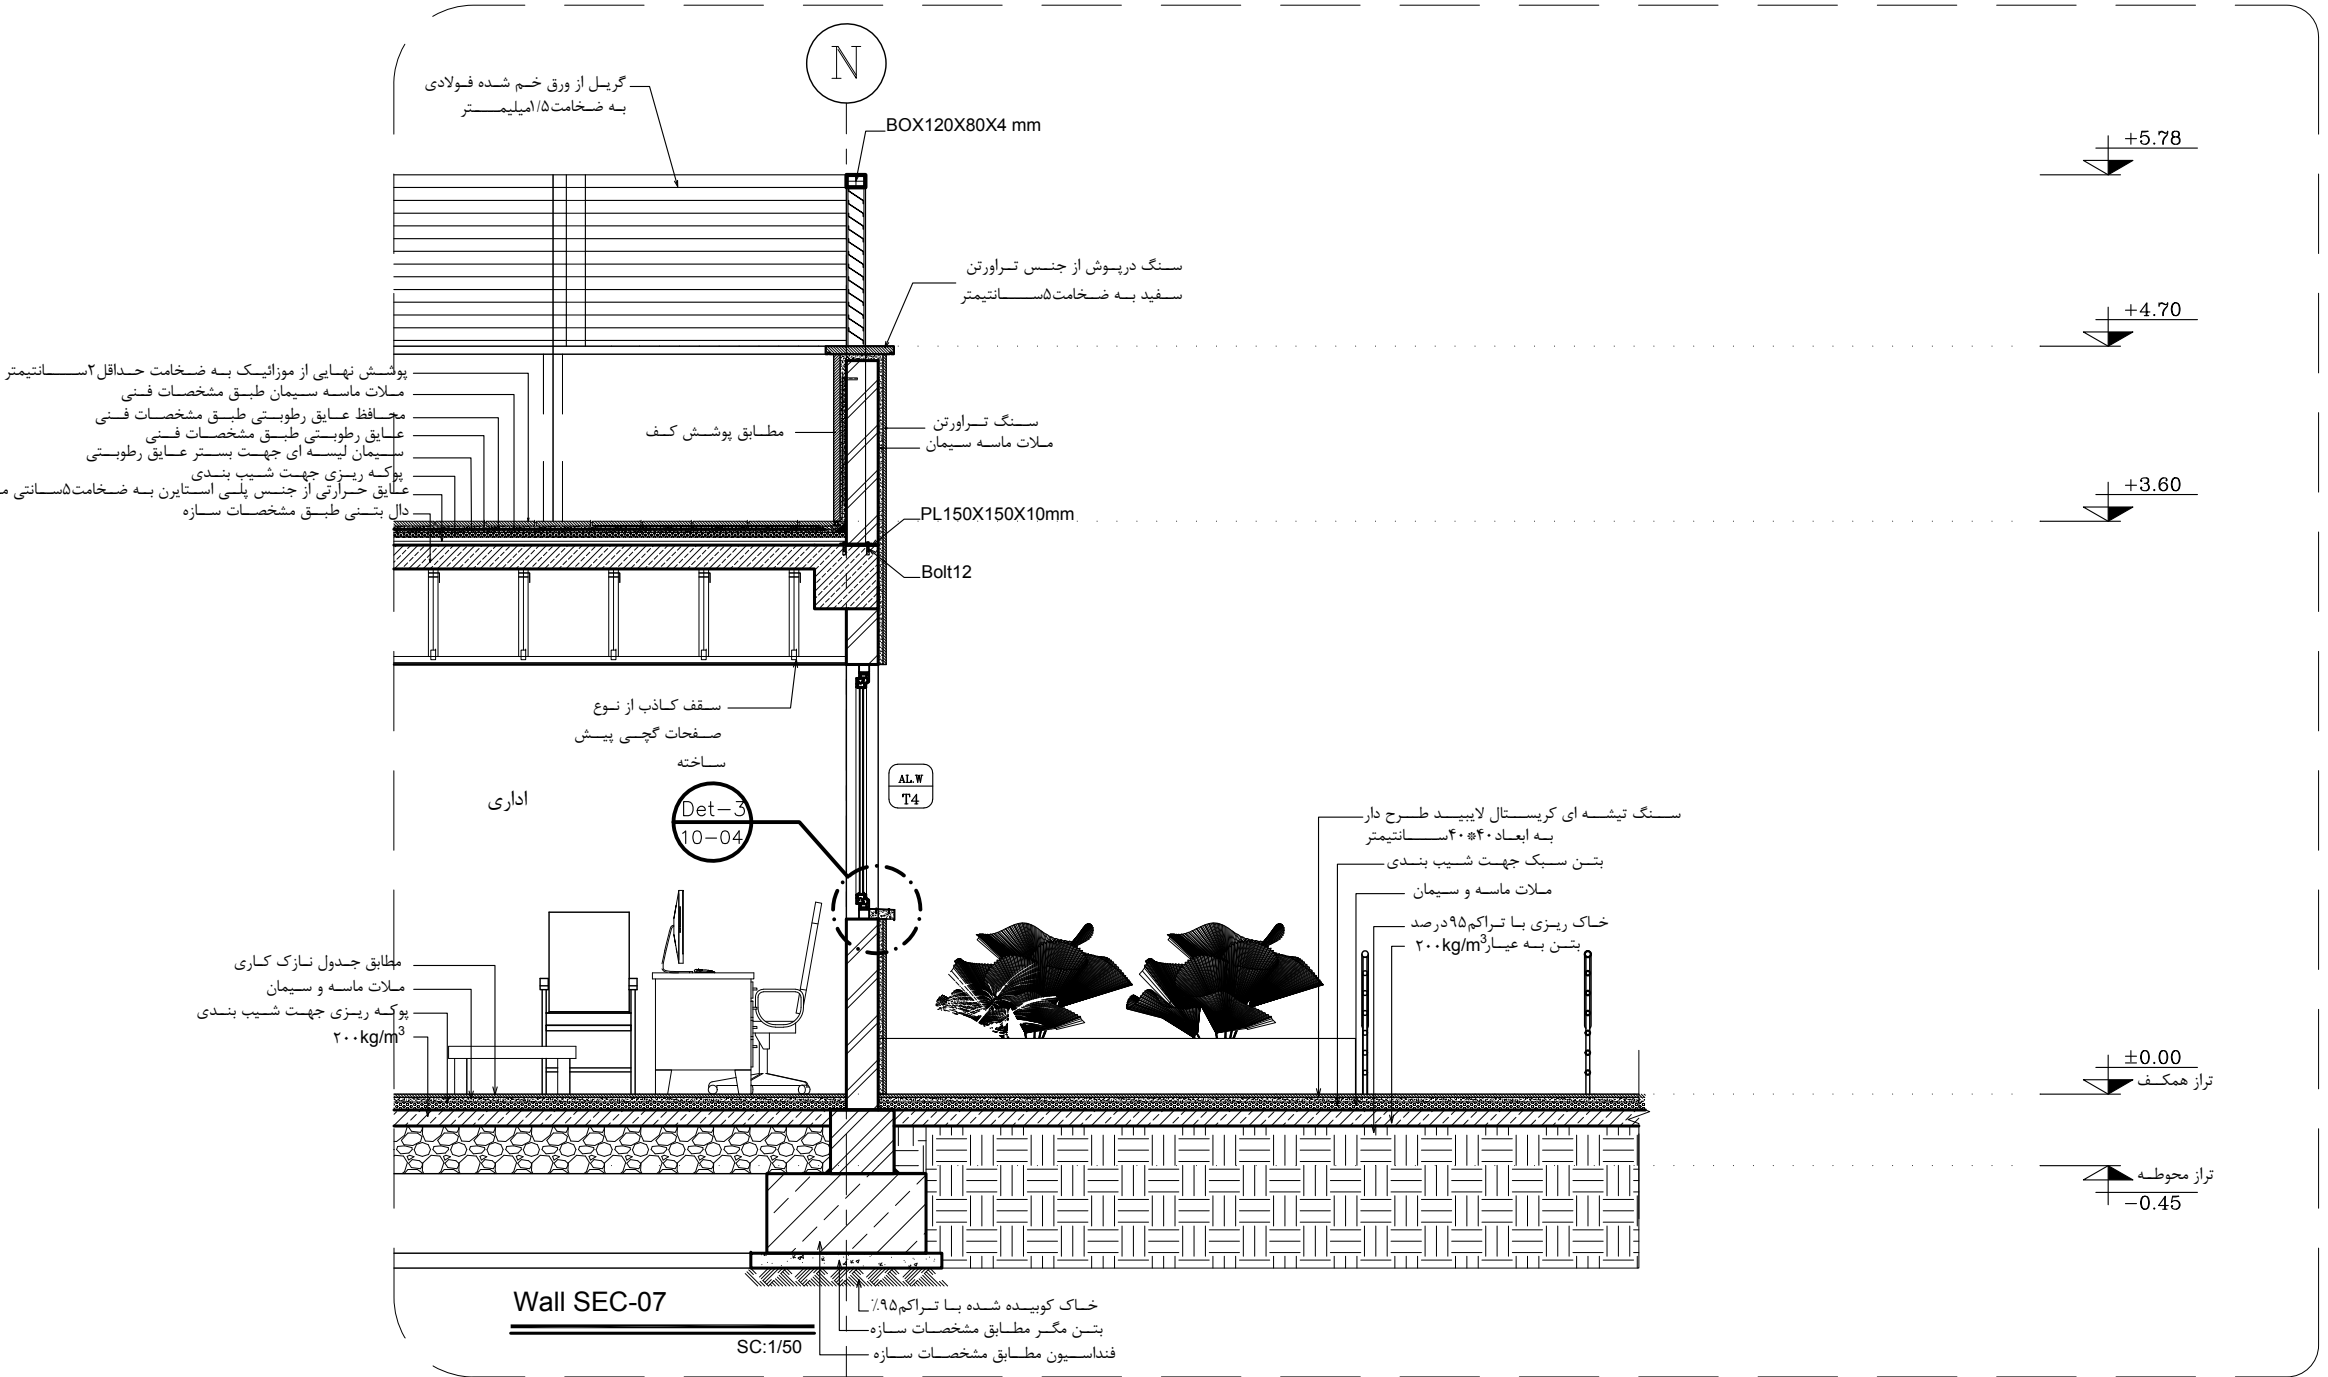 N
گریل از ورق خم شده فولادی
به ضخامت۱/۵میلیمتر
BOX120X80X4 mm
+5.78
سنگ درپوش از جنس تراورتن
سفید به ضخامت۵سانتیمتر
+4.70
پوشش نهایی از موزائیک به ضخامت حداقل۲سانتیمتر
ملات ماسه سیمان طبق مشخصات فنی
محافظ عایق رطوبتی طبق مشخصات فنی
عایق رطوبتی طبق مشخصات فنی
سیمان لیسه ای جهت بستر عایق رطوبتی
پوکه ریزی جهت شیب بندی
عایق حرارتی از جنس پلی استایرن به ضخامت۵سانتی م
دال بتنی طبق مشخصات سازه
مطابق پوشش کف
سنگ تراورتن
ملات ماسه سیمان
+3.60
PL150X150X10mm
Bolt12
سقف کاذب از نوع
صفحات گچی پیش
ساخته
اداری
AL.W
T4
Det-3
10-04
سنگ تیشه ای کریستال لایبید طرح دار
به ابعاد۴۰*۴۰سانتیمتر
بتن سبک جهت شیب بندی
ملات ماسه و سیمان
خاک ریزی با تراکم۹۵درصد
بتن به عیار۲۰۰kg/m³
مطابق جدول نازک کاری
ملات ماسه و سیمان
پوکه ریزی جهت شیب بندی
۲۰۰kg/m³
±0.00
تراز همکف
تراز محوطه
-0.45
Wall SEC-07
SC:1/50
خاک کوبیده شده با تراکم۹۵٪
بتن مگر مطابق مشخصات سازه
فنداسیون مطابق مشخصات سازه